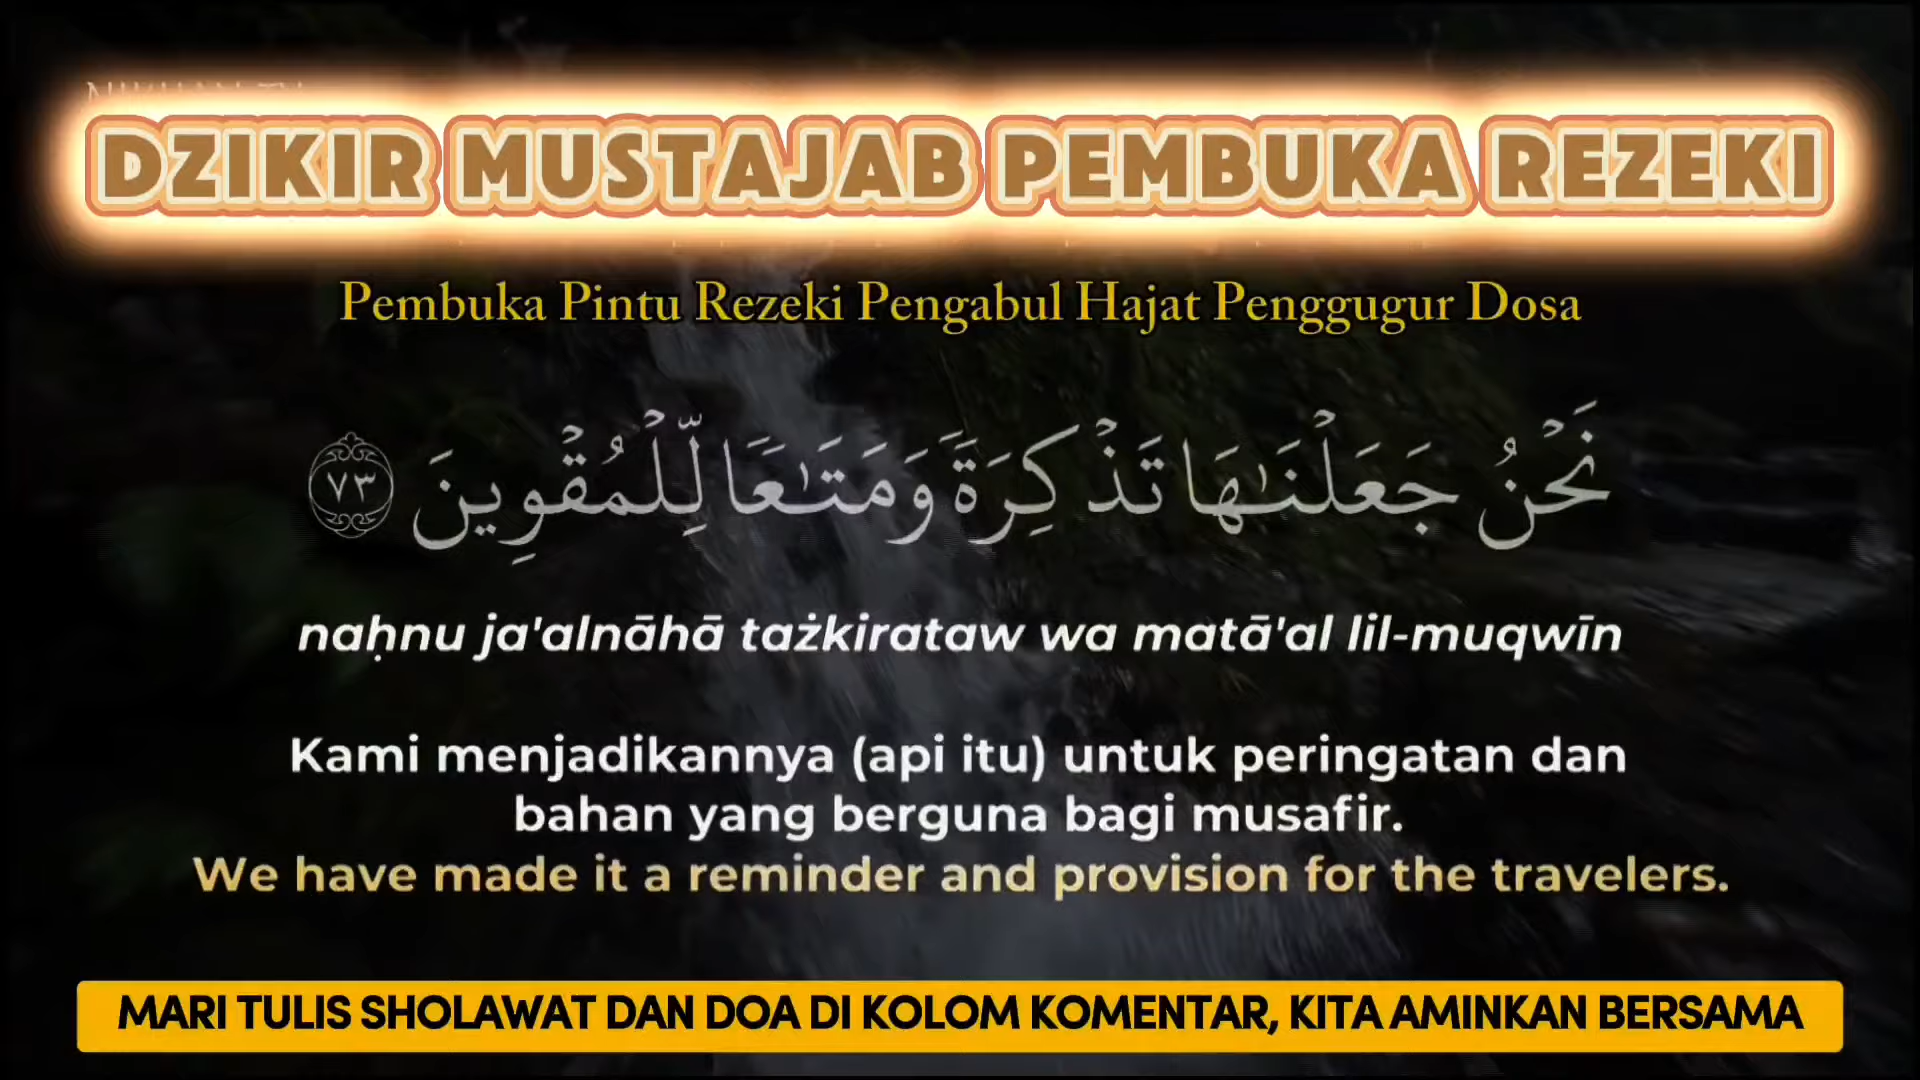 DZIKIR MUSTAJAB PEMBUKA REZEKI
Pembuka Pintu Rezeki Pengabul Hajat Penggugur Dosa
نَحْنُ جَعَلْنَٰهَا تَذْكِرَةً وَمَتَٰعًا لِّلْمُقْوِينَ ٧٣
naḥnu ja'alnāhā tażkirataw wa matā'al lil-muqwīn
Kami menjadikannya (api itu) untuk peringatan dan
bahan yang berguna bagi musafir.
We have made it a reminder and provision for the travelers.
MARI TULIS SHOLAWAT DAN DOA DI KOLOM KOMENTAR, KITA AMINKAN BERSAMA